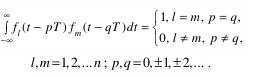 ∫_{-∞}^{∞} f_l(t − pT) f_m(t − qT)dt = {1, l = m, p = q,
0, l ≠ m, p ≠ q,
l,m=1,2,...n ; p,q=0,±1,±2,... .